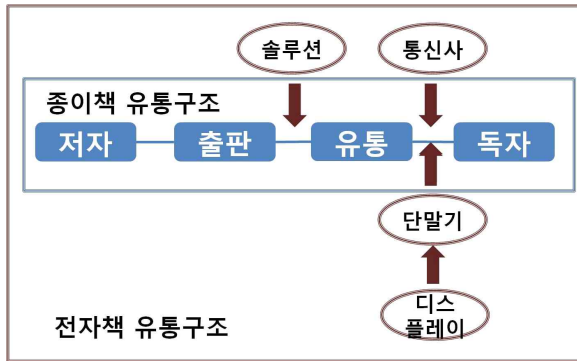 솔루션
통신사
종이책 유통구조
저자
출판
유통
독자
단말기
디스
플레이
전자책 유통구조